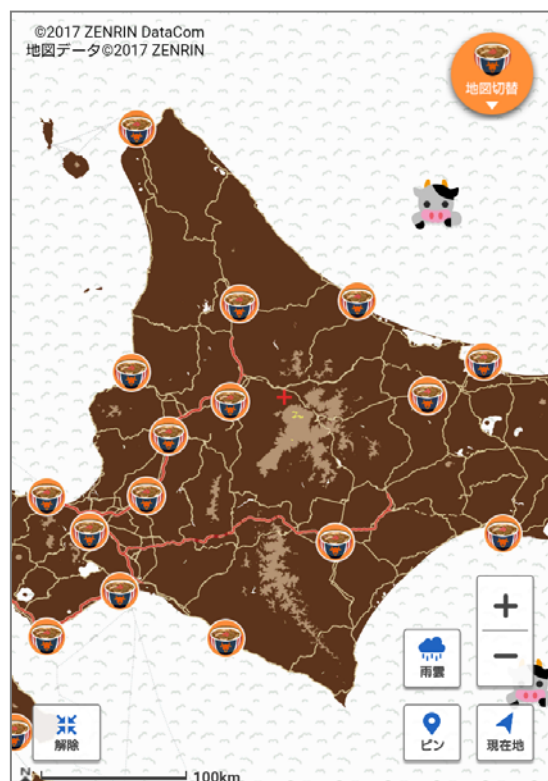 ©2017 ZENRIN DataCom
地図データ©2017 ZENRIN
地図切替
雨雲
解除
ピン
現在地
N
100km